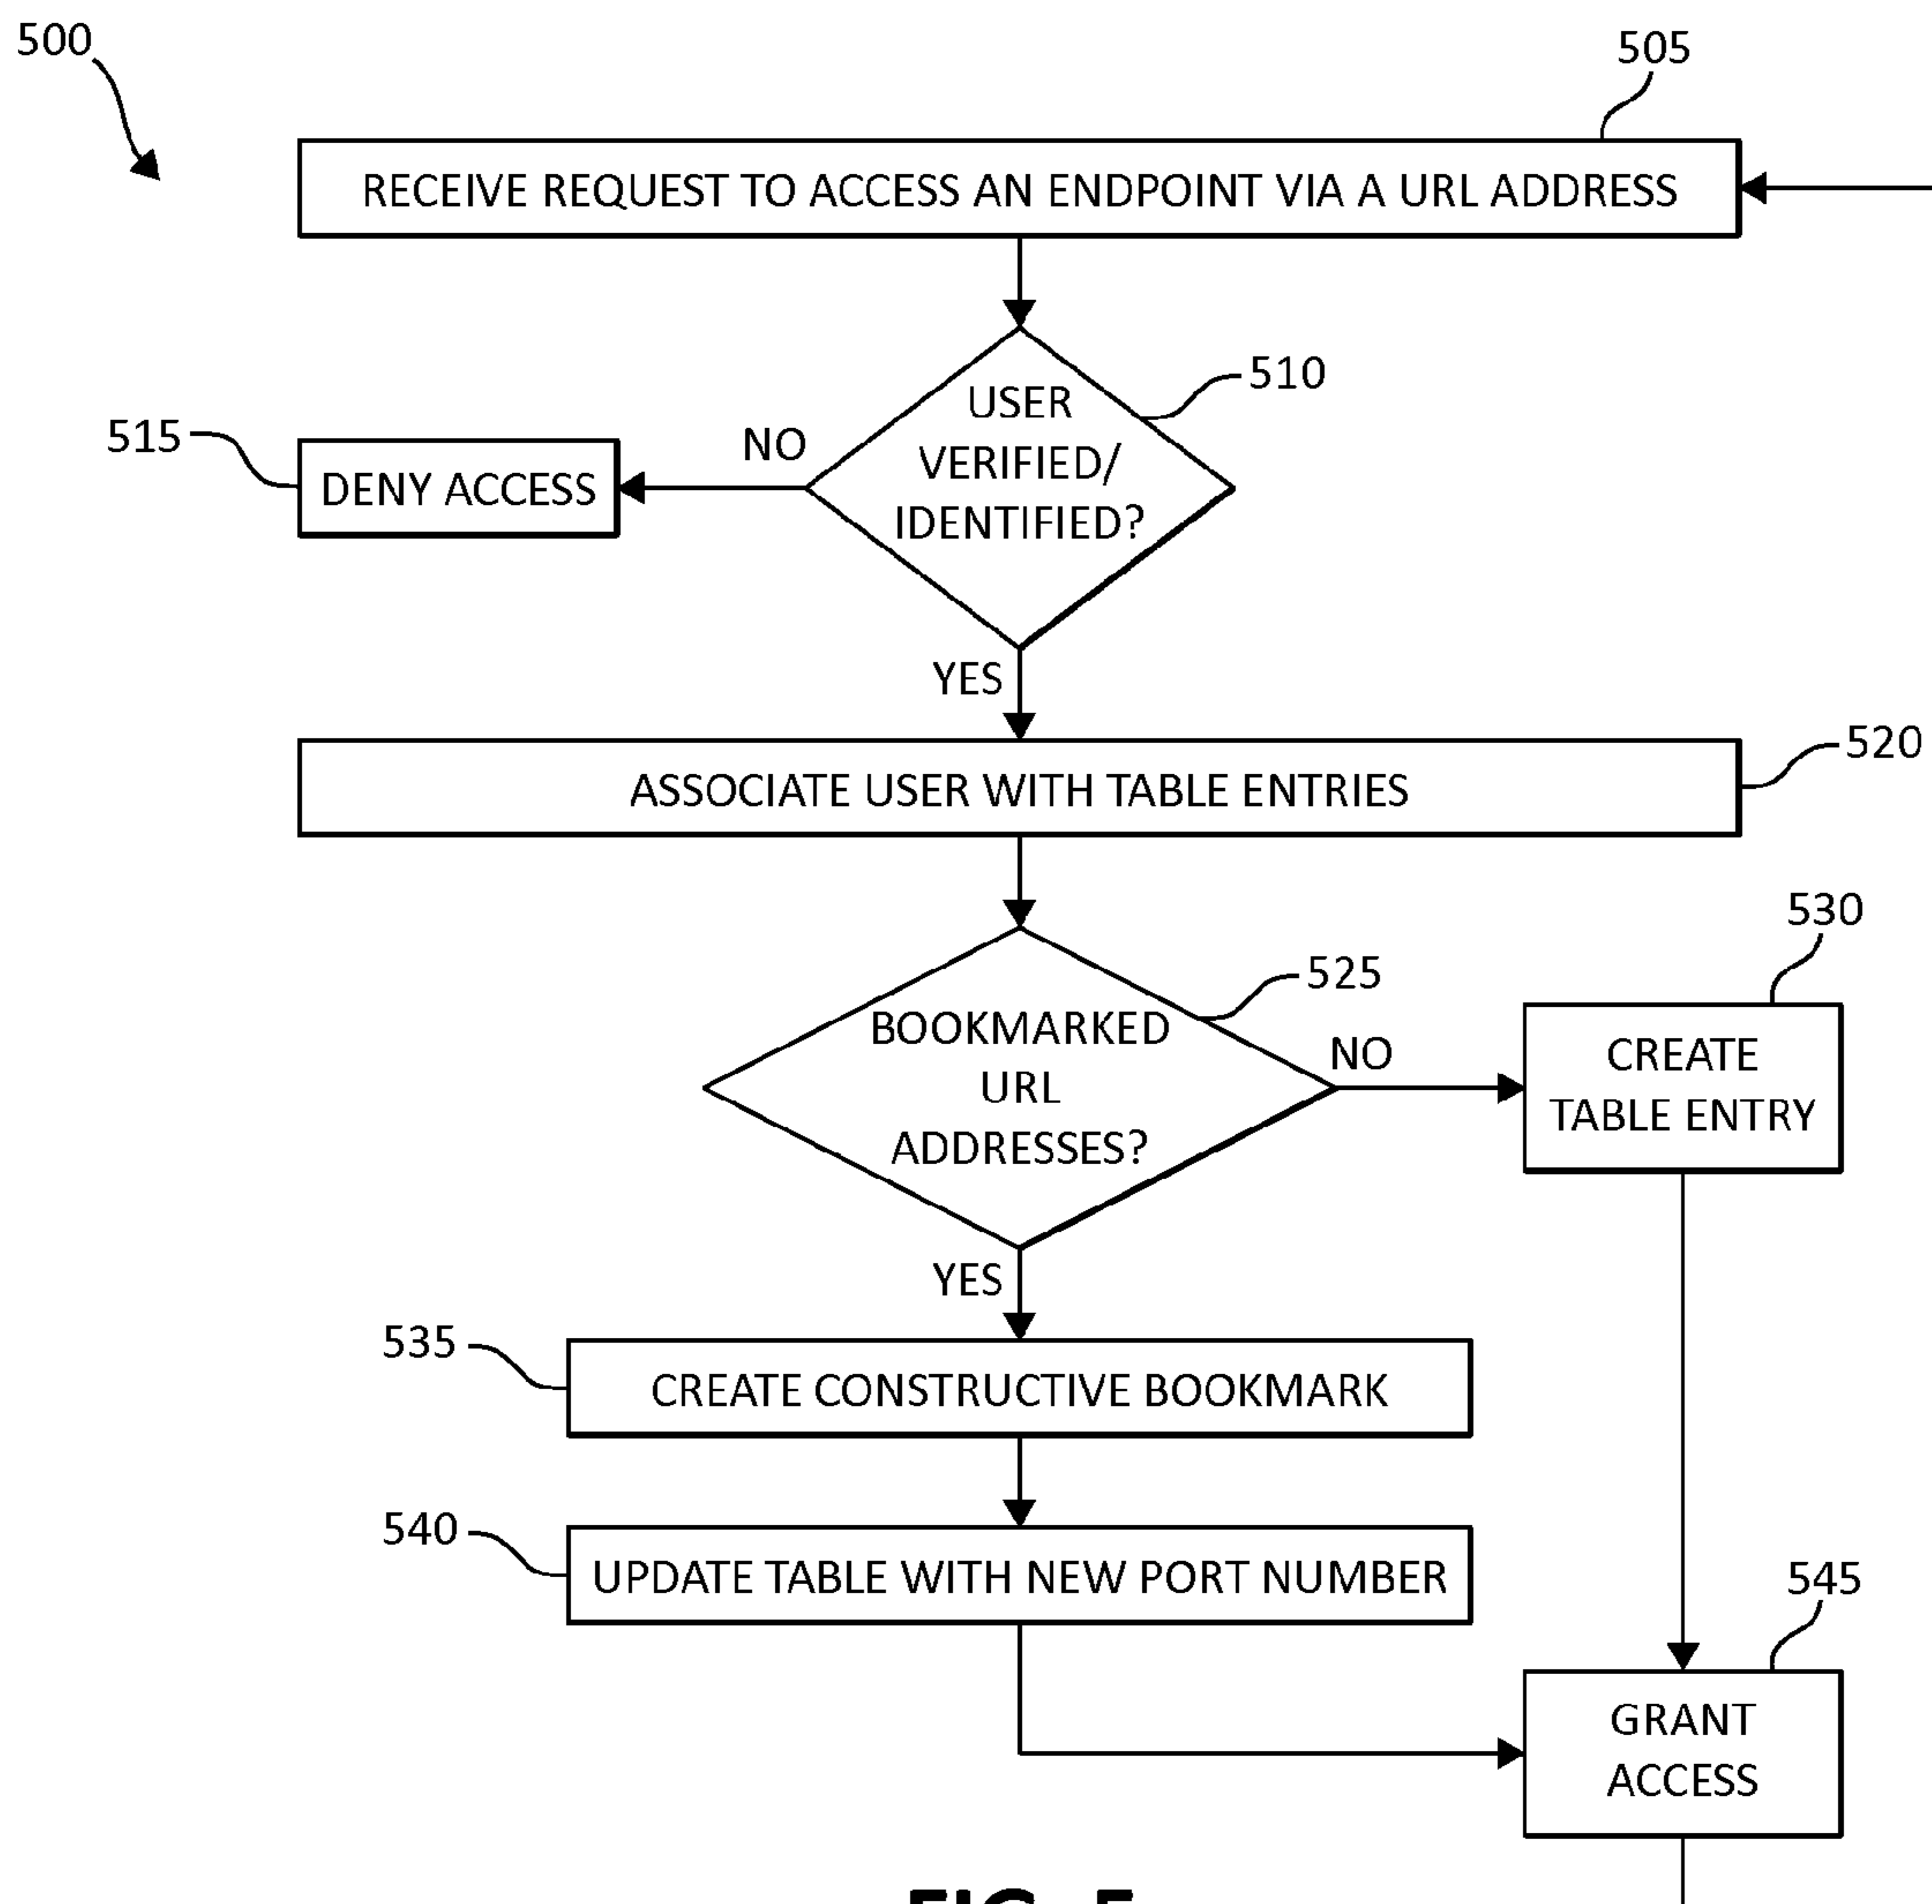 500
505
RECEIVE REQUEST TO ACCESS AN ENDPOINT VIA A URL ADDRESS
510
USER
VERIFIED/
IDENTIFIED?
NO
515
DENY ACCESS
YES
520
ASSOCIATE USER WITH TABLE ENTRIES
525
BOOKMARKED
URL
ADDRESSES?
NO
530
CREATE
TABLE ENTRY
YES
535
CREATE CONSTRUCTIVE BOOKMARK
540
UPDATE TABLE WITH NEW PORT NUMBER
545
GRANT
ACCESS